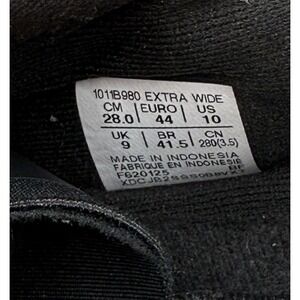 1011B980 EXTRA WIDE
CM EURO US
28.0 44 10
UK BR CN
9 41.5 280(3.5)
MADE IN INDONESIA
FABRIQUE EN INDONESIE
F620125 BF